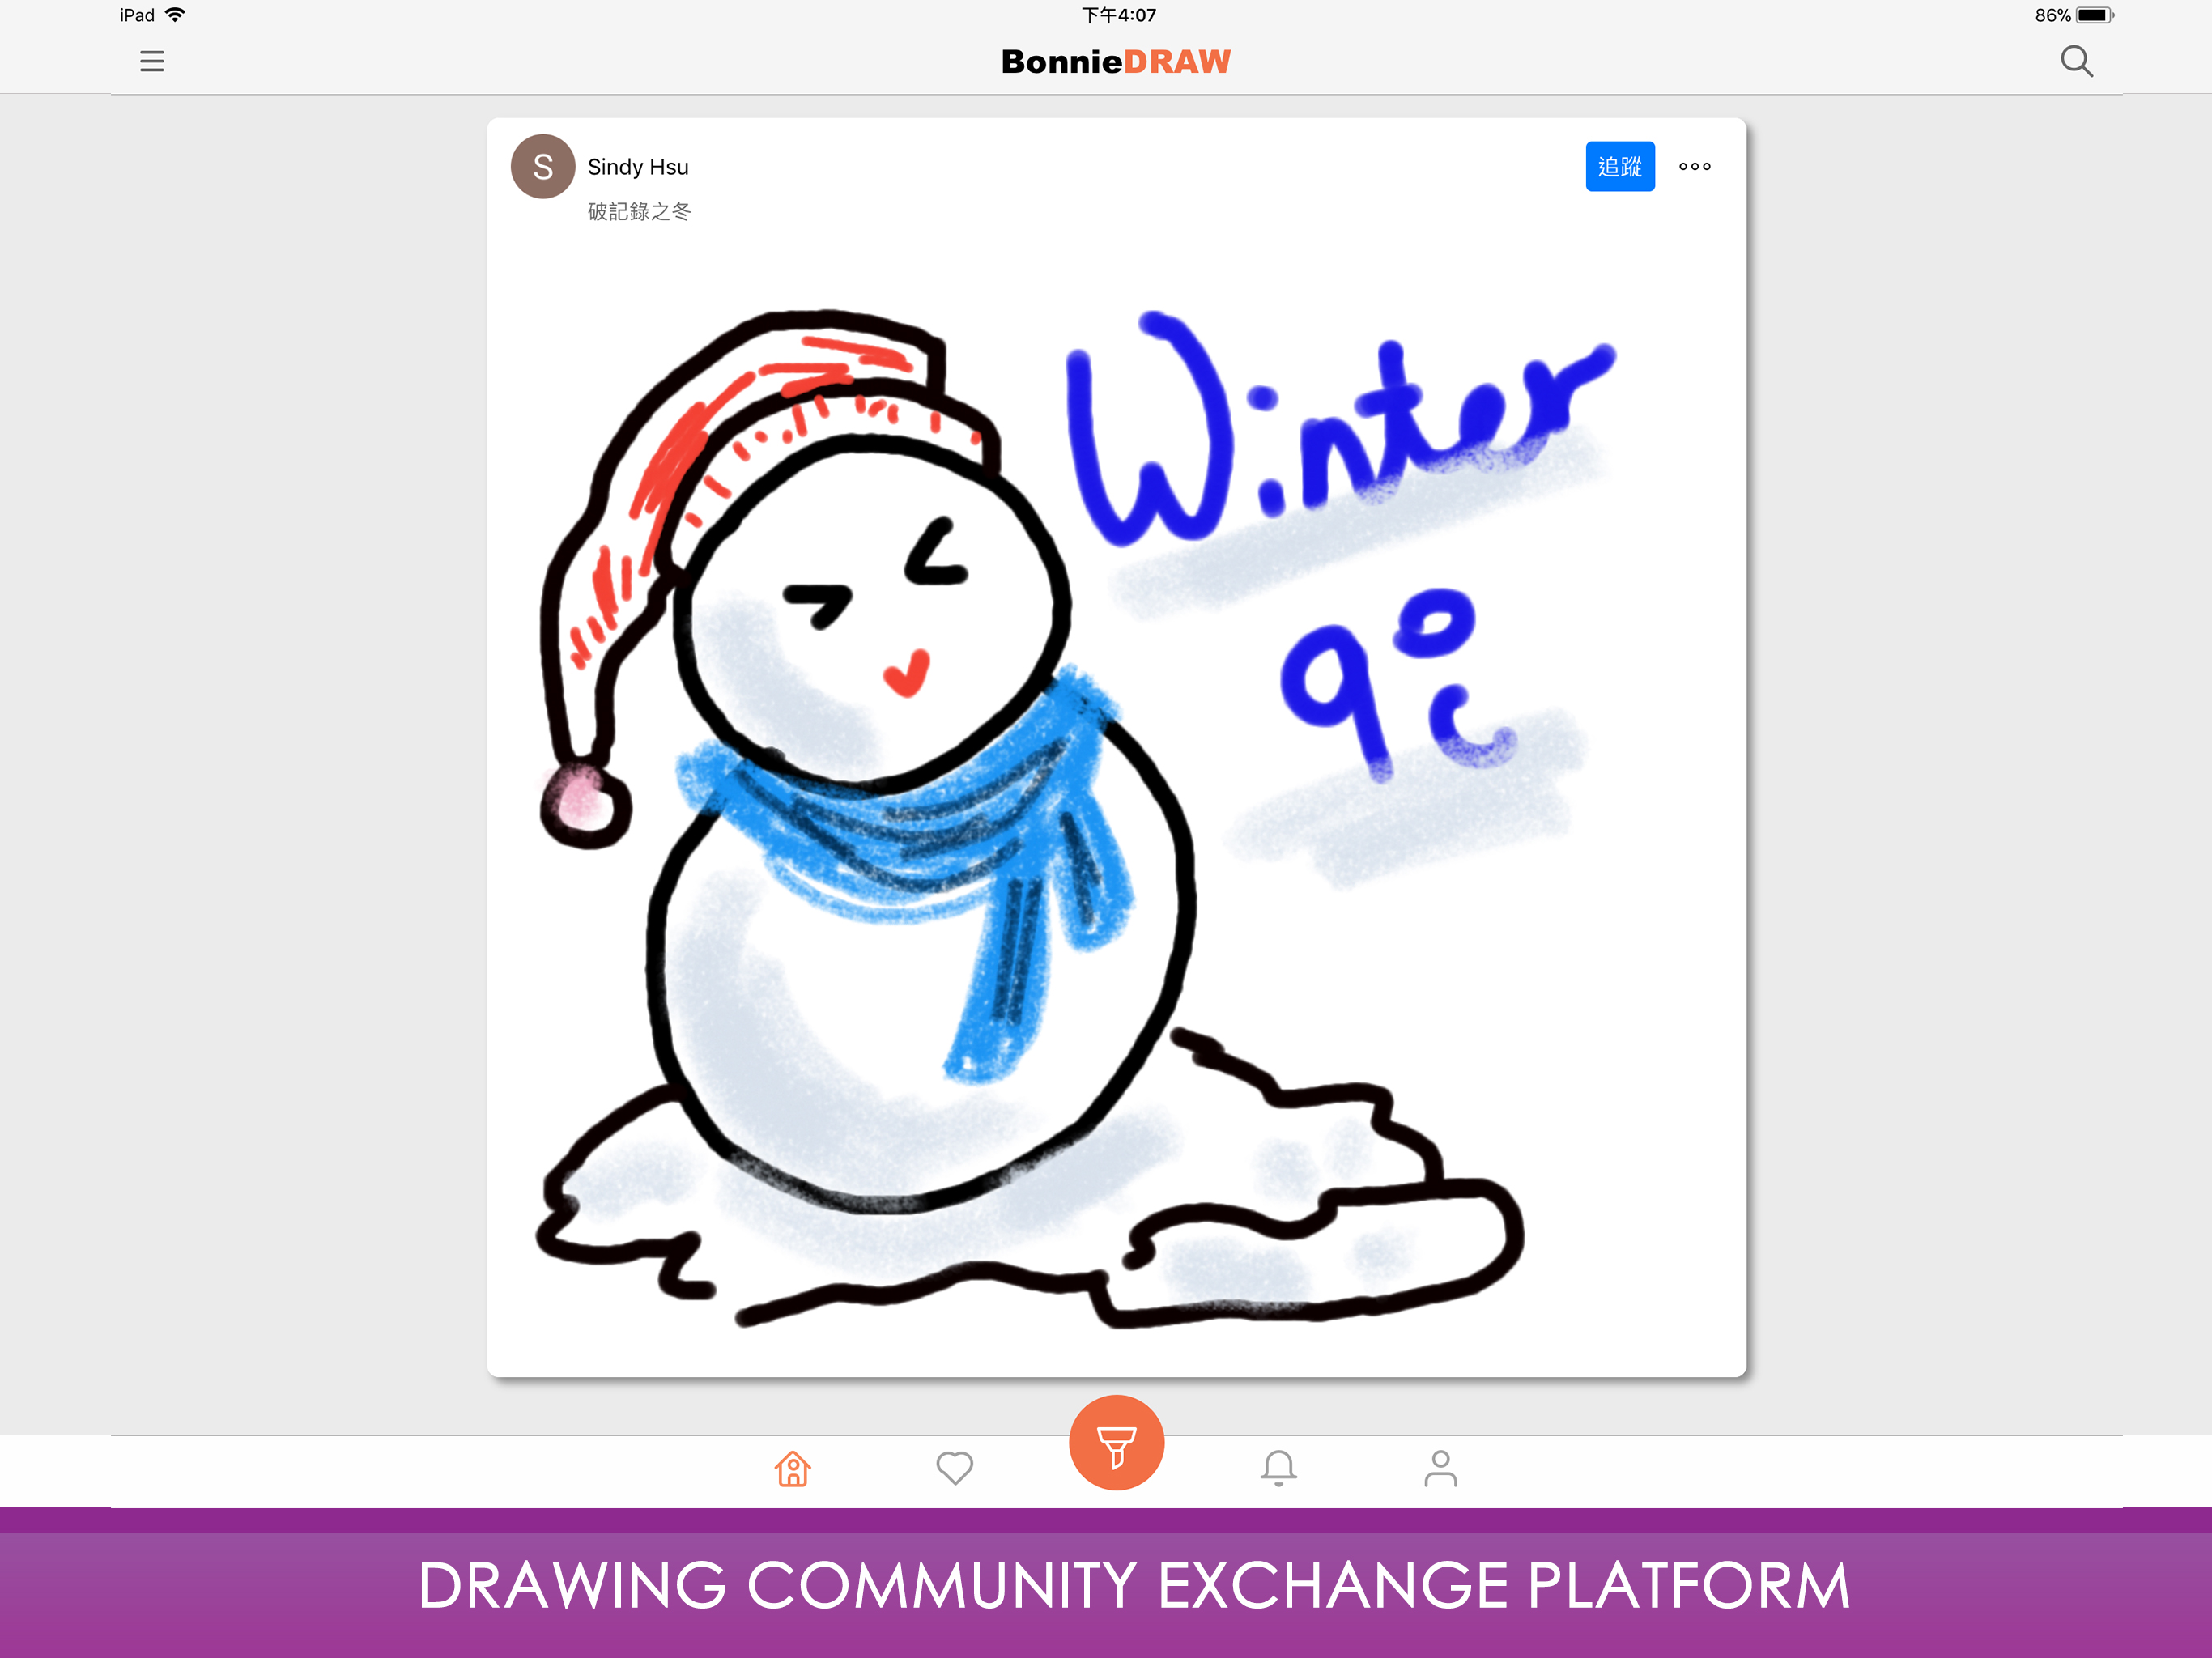 iPad 下午4:07 86%
BonnieDRAW
S Sindy Hsu 追蹤
破記錄之冬
Winter
9°C
DRAWING COMMUNITY EXCHANGE PLATFORM